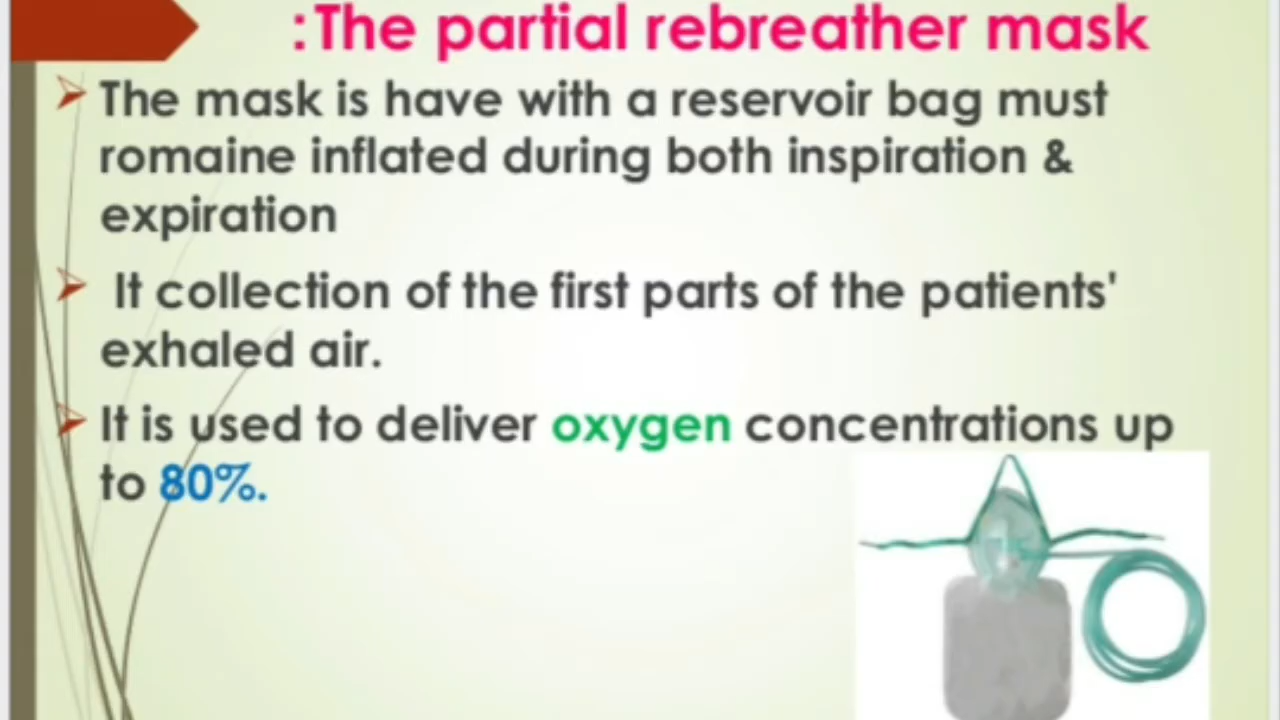 :The partial rebreather mask
The mask is have with a reservoir bag must
romaine inflated during both inspiration &
expiration
It collection of the first parts of the patients'
exhaled air.
It is used to deliver oxygen concentrations up
to 80%.